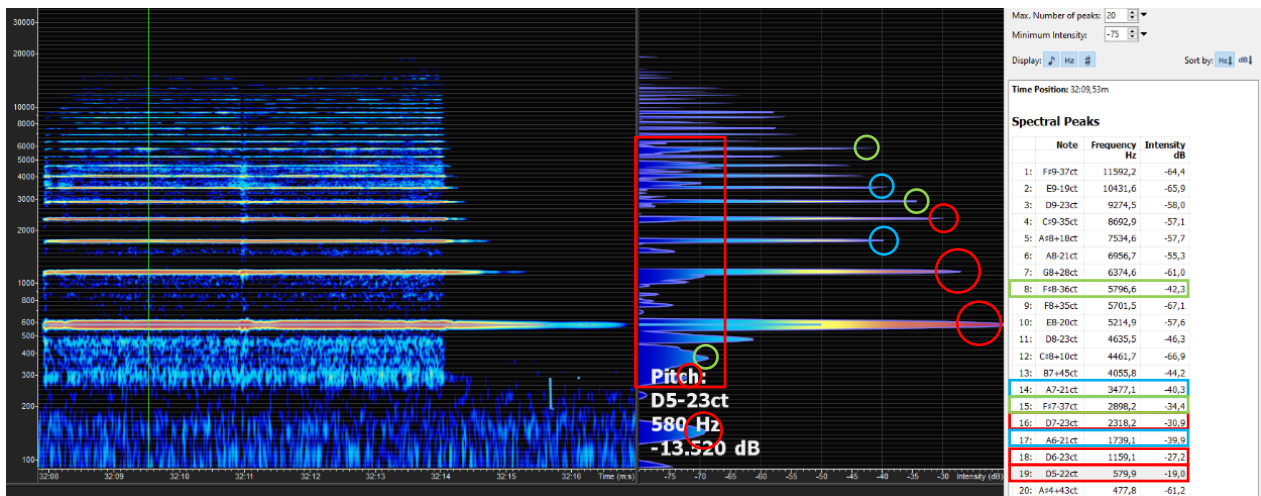 Max. Number of peaks: 20
Minimum Intensity: -75
Display: ♪ Hz # Sort by: Hz↓ dB↓
Time Position: 32:09,53m
Spectral Peaks
Note Frequency Hz Intensity dB
1: F♯9-37ct 11592,2 -64,4
2: E9-19ct 10431,6 -65,9
3: D9-23ct 9274,5 -58,0
4: C♯9-35ct 8692,9 -57,1
5: A♯8+18ct 7534,6 -57,7
6: A8-21ct 6956,7 -55,3
7: G8+28ct 6374,6 -61,0
8: F♯8-36ct 5796,6 -42,3
9: F8+35ct 5701,5 -67,1
10: E8-20ct 5214,9 -57,6
11: D8-23ct 4635,5 -46,3
12: C♯8+10ct 4461,7 -66,9
13: B7+45ct 4055,8 -44,2
14: A7-21ct 3477,1 -40,3
15: F♯7-37ct 2898,2 -34,4
16: D7-23ct 2318,2 -30,9
17: A6-21ct 1739,1 -39,9
18: D6-23ct 1159,1 -27,2
19: D5-22ct 579,9 -19,0
20: A♯4+43ct 477,8 -61,2
30000
20000
10000
8000
6000
5000
4000
3000
2000
1000
800
600
500
400
300
200
100
Pitch:
D5-23ct
580 Hz
-13.520 dB
32:08 32:09 32:10 32:11 32:12 32:13 32:14 32:15 32:16 Time (m:s)
-75 -70 -65 -60 -55 -50 -45 -40 -35 -30 Intensity (dB)